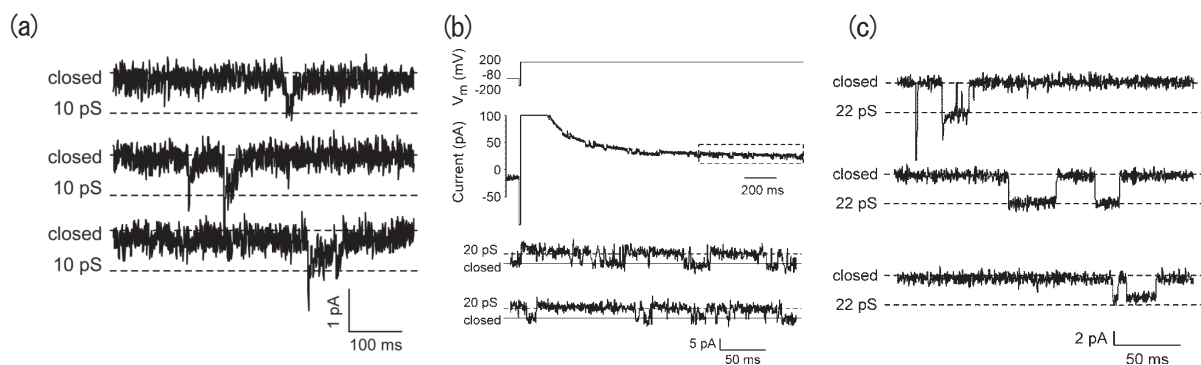 (a)
closed
10 pS
closed
10 pS
closed
10 pS
1 pA
100 ms
(b)
Vm (mV)
200
-80
-200
Current (pA)
100
50
0
-50
200 ms
20 pS
closed
20 pS
closed
5 pA
50 ms
(c)
closed
22 pS
closed
22 pS
closed
22 pS
2 pA
50 ms